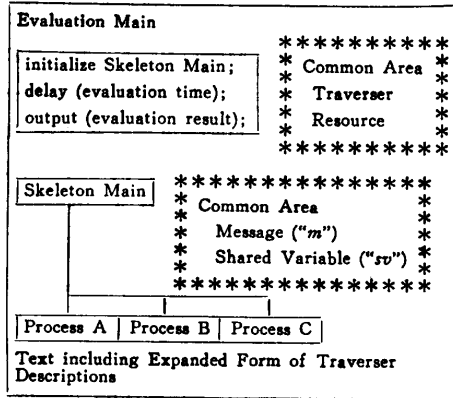 Evaluation Main
initialize Skeleton Main;
delay (evaluation time);
output (evaluation result);
* * * * * * * * * *
* Common Area *
* Traverser *
* Resource *
* * * * * * * * * *
Skeleton Main
* * * * * * * * * * * * * *
* Common Area *
* Message ("m") *
* Shared Variable ("sv") *
* * * * * * * * * * * * * *
Process A | Process B | Process C
Text including Expanded Form of Traverser
Descriptions